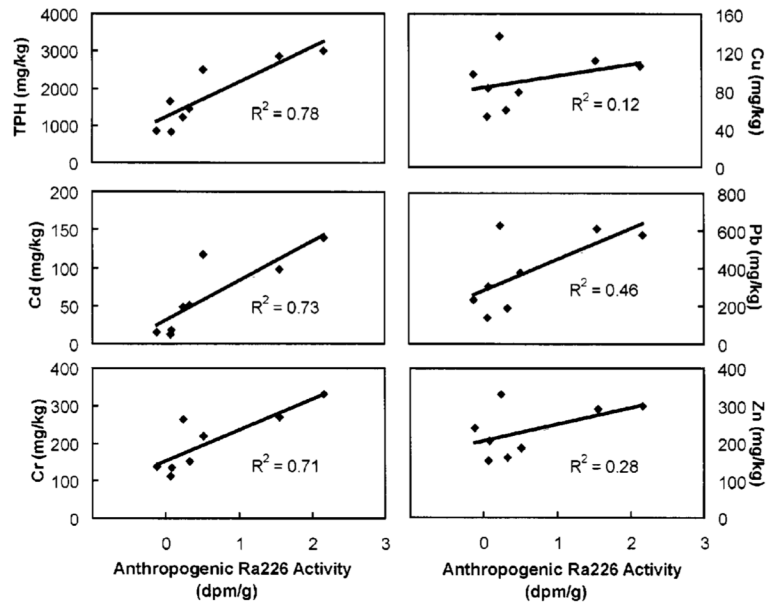 4000
3000
2000
1000
0
TPH (mg/kg)
R² = 0.78
160
120
80
40
0
Cu (mg/kg)
R² = 0.12
200
150
100
50
0
Cd (mg/kg)
R² = 0.73
800
600
400
200
0
Pb (mg/kg)
R² = 0.46
400
300
200
100
0
Cr (mg/kg)
R² = 0.71
400
300
200
100
0
Zn (mg/kg)
R² = 0.28
0 1 2 3
0 1 2 3
Anthropogenic Ra226 Activity
(dpm/g)
Anthropogenic Ra226 Activity
(dpm/g)